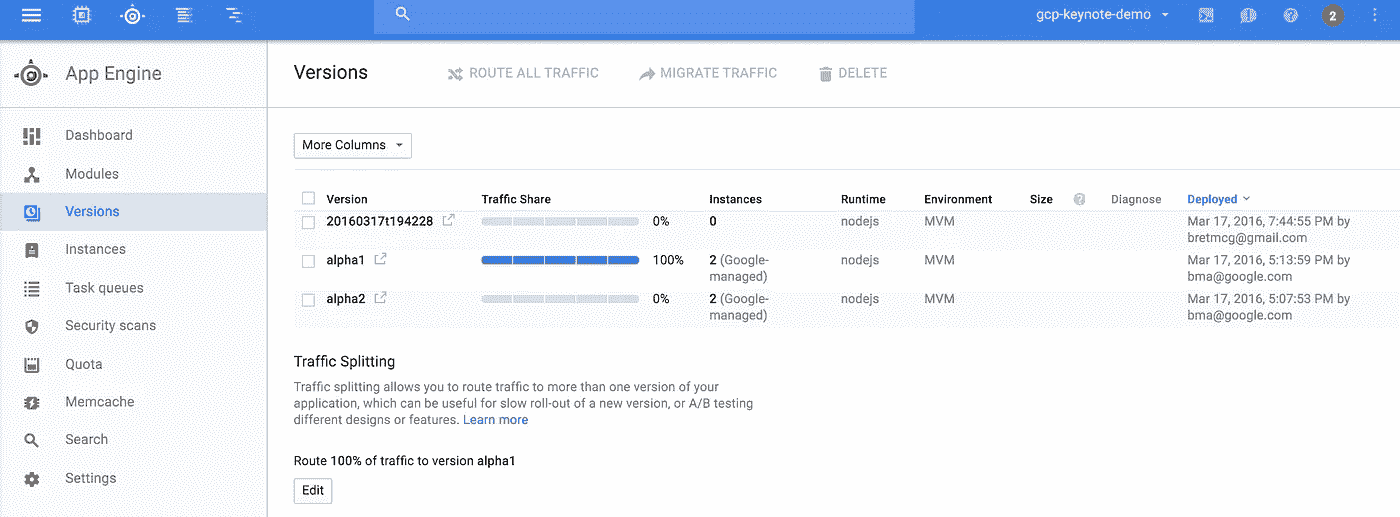 gcp-keynote-demo
2
App Engine
Versions
ROUTE ALL TRAFFIC
MIGRATE TRAFFIC
DELETE
Dashboard
Modules
Versions
Instances
Task queues
Security scans
Quota
Memcache
Search
Settings
More Columns
Version Traffic Share Instances Runtime Environment Size ? Diagnose Deployed
20160317t194228 0% 0 nodejs MVM Mar 17, 2016, 7:44:55 PM by
bretmcg@gmail.com
alpha1 100% 2 (Google- nodejs MVM Mar 17, 2016, 5:13:59 PM by
managed) bma@google.com
alpha2 0% 2 (Google- nodejs MVM Mar 17, 2016, 5:07:53 PM by
managed) bma@google.com
Traffic Splitting
Traffic splitting allows you to route traffic to more than one version of your
application, which can be useful for slow roll-out of a new version, or A/B testing
different designs or features. Learn more
Route 100% of traffic to version alpha1
Edit